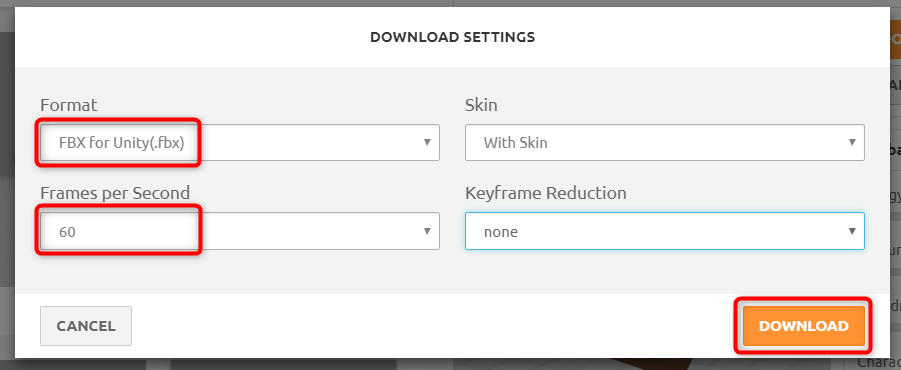 DOWNLOAD SETTINGS
Format
Skin
FBX for Unity(.fbx)
With Skin
Frames per Second
Keyframe Reduction
60
none
CANCEL
DOWNLOAD